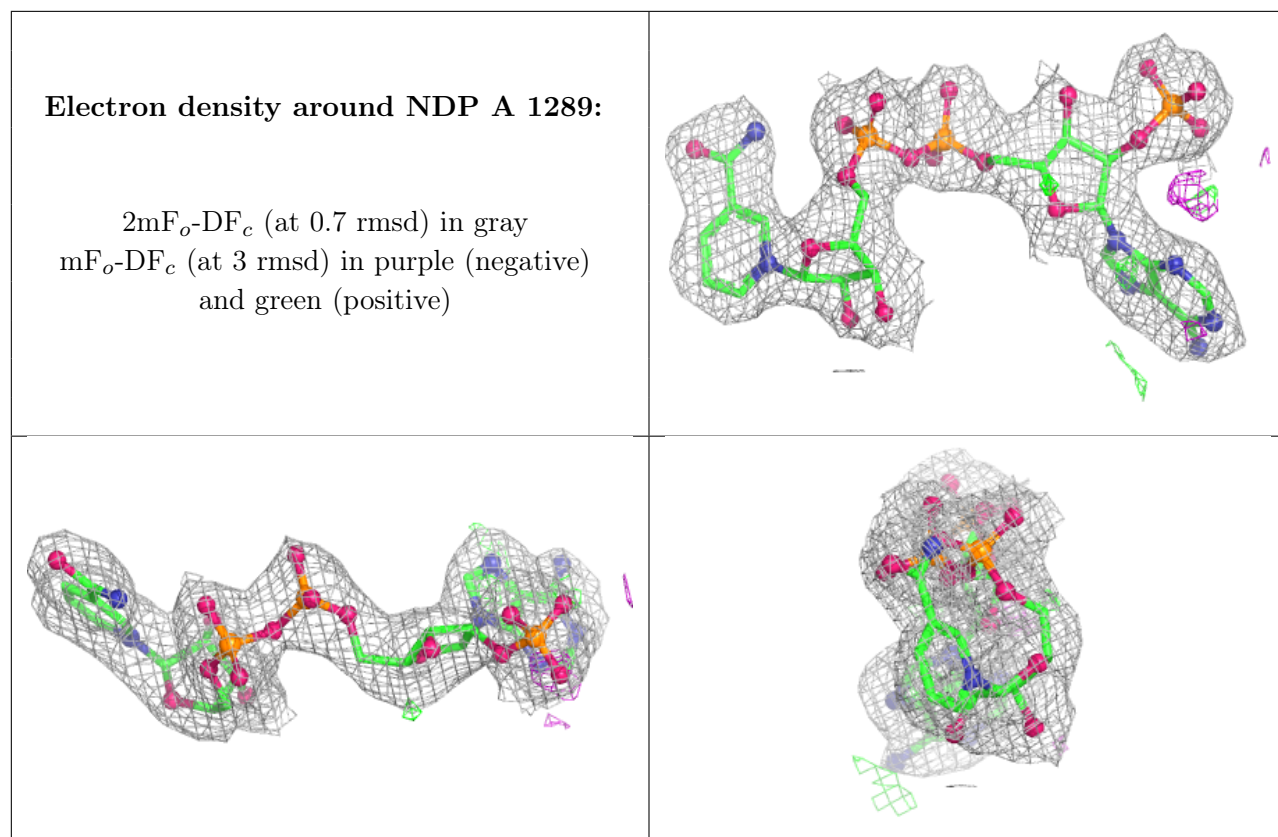 Electron density around NDP A 1289:
2mFₒ-DF𝒸 (at 0.7 rmsd) in gray
mFₒ-DF𝒸 (at 3 rmsd) in purple (negative)
and green (positive)